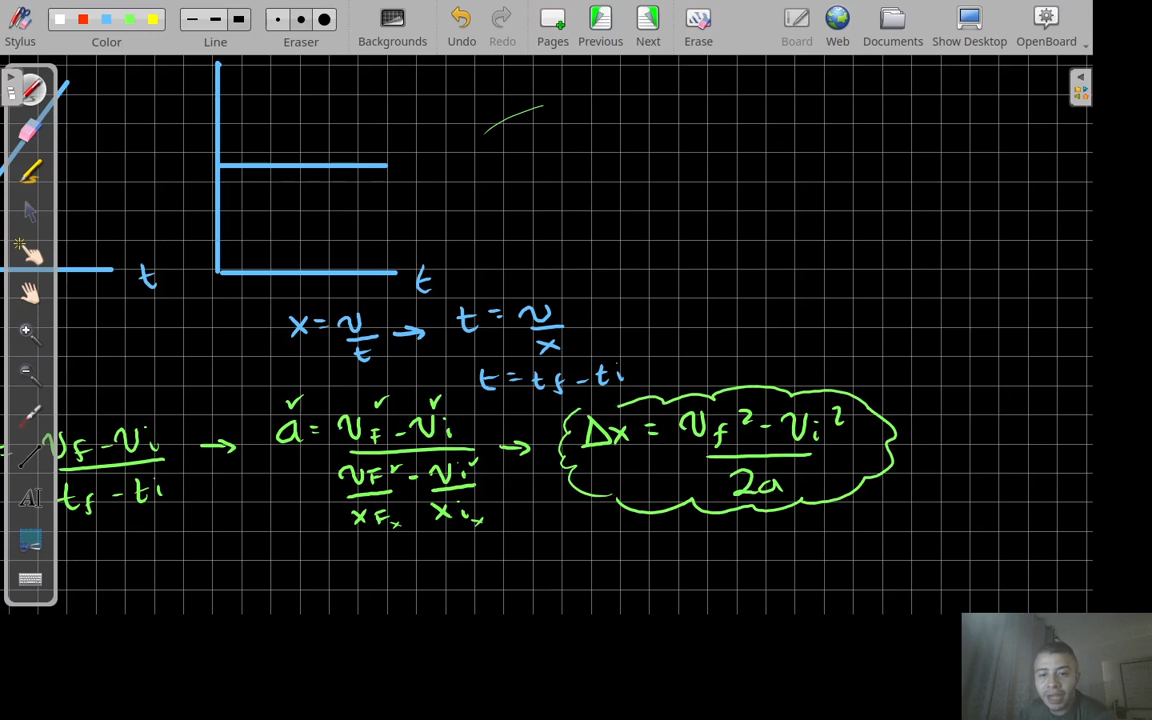 Stylus Color Line Eraser Backgrounds Undo Redo Pages Previous Next Erase Board Web Documents Show Desktop OpenBoard
t
t
x = v/t → t = v/x
t = tf - ti
= (vf - vi)/(tf - ti) → a = (vF - vi)/(vF/xF - vi/xi) → Δx = (vf² - vi²)/2a
AI